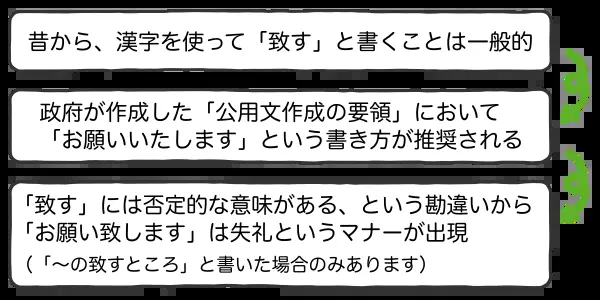 昔から、漢字を使って「致す」と書くことは一般的
政府が作成した「公用文作成の要領」において
「お願いいたします」という書き方が推奨される
「致す」には否定的な意味がある、という勘違いから
「お願い致します」は失礼というマナーが出現
（「～の致すところ」と書いた場合のみあります）